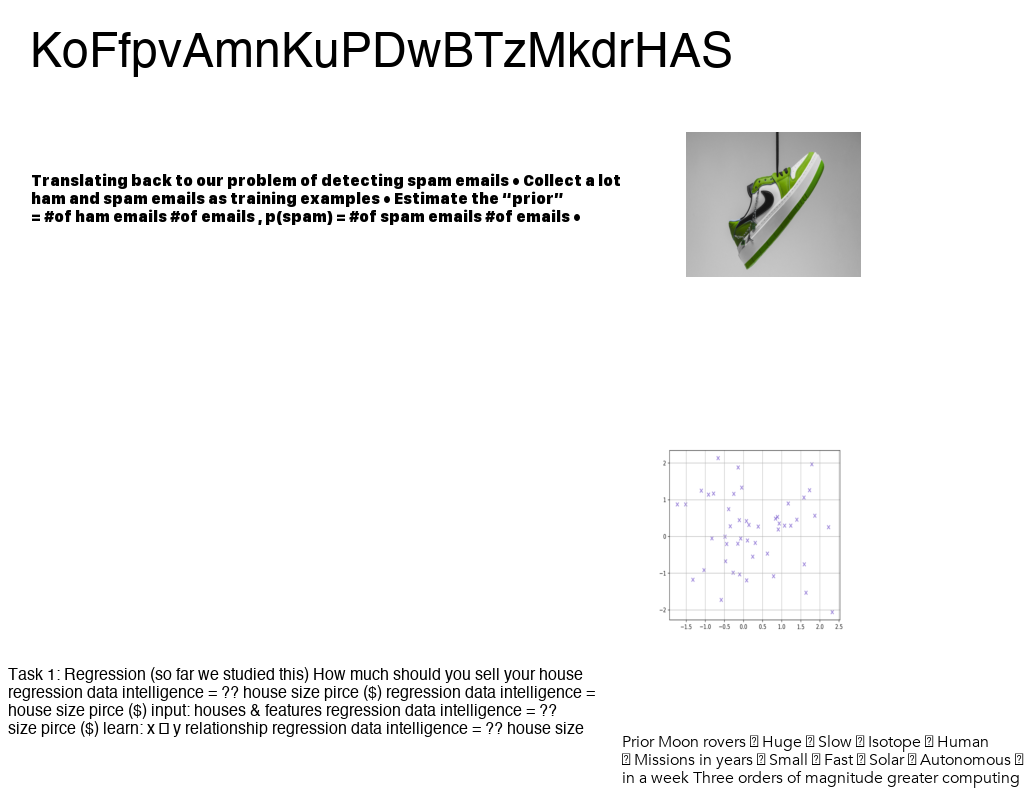 KoFfpvAmnKuPDwBTzMkdrHAS
Translating back to our problem of detecting spam emails • Collect a lot
ham and spam emails as training examples • Estimate the “prior”
= #of ham emails #of emails , p(spam) = #of spam emails #of emails •
2
1
0
−1
−2
−1.5 −1.0 −0.5 0.0 0.5 1.0 1.5 2.0 2.5
Task 1: Regression (so far we studied this) How much should you sell your house
regression data intelligence = ?? house size pirce ($) regression data intelligence =
house size pirce ($) input: houses & features regression data intelligence = ??
size pirce ($) learn: x □ y relationship regression data intelligence = ?? house size
Prior Moon rovers ⍰ Huge ⍰ Slow ⍰ Isotope ⍰ Human
⍰ Missions in years ⍰ Small ⍰ Fast ⍰ Solar ⍰ Autonomous ⍰
in a week Three orders of magnitude greater computing